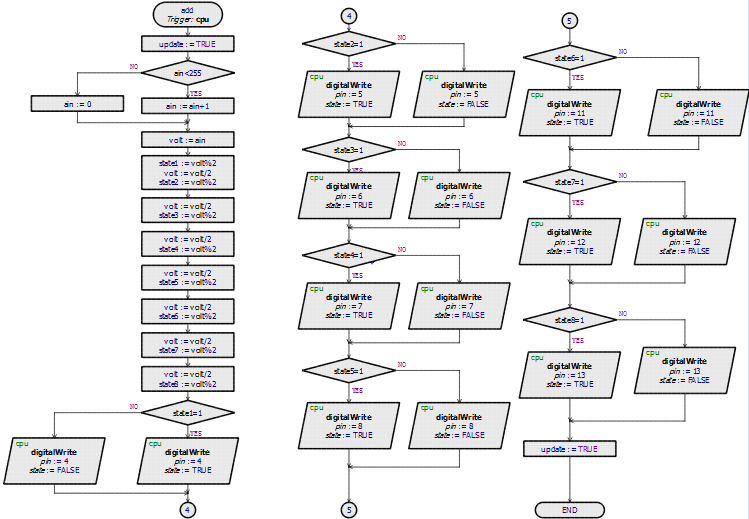 add
Trigger: cpu
update := TRUE
ain<255
NO
YES
ain := 0
ain := ain+1
volt := ain
state1 := volt%2
volt := volt/2
state2 := volt%2
volt := volt/2
state3 := volt%2
volt := volt/2
state4 := volt%2
volt := volt/2
state5 := volt%2
volt := volt/2
state6 := volt%2
volt := volt/2
state7 := volt%2
volt := volt/2
state8 := volt%2
state1=1
NO
YES
cpu
digitalWrite
pin := 4
state := FALSE
cpu
digitalWrite
pin := 4
state := TRUE
4
4
state2=1
NO
YES
cpu
digitalWrite
pin := 5
state := TRUE
cpu
digitalWrite
pin := 5
state := FALSE
state3=1
NO
YES
cpu
digitalWrite
pin := 6
state := TRUE
cpu
digitalWrite
pin := 6
state := FALSE
state4=1
NO
YES
cpu
digitalWrite
pin := 7
state := TRUE
cpu
digitalWrite
pin := 7
state := FALSE
state5=1
NO
YES
cpu
digitalWrite
pin := 8
state := TRUE
cpu
digitalWrite
pin := 8
state := FALSE
5
5
state6=1
NO
YES
cpu
digitalWrite
pin := 11
state := TRUE
cpu
digitalWrite
pin := 11
state := FALSE
state7=1
NO
YES
cpu
digitalWrite
pin := 12
state := TRUE
cpu
digitalWrite
pin := 12
state := FALSE
state8=1
NO
YES
cpu
digitalWrite
pin := 13
state := TRUE
cpu
digitalWrite
pin := 13
state := FALSE
update := TRUE
END